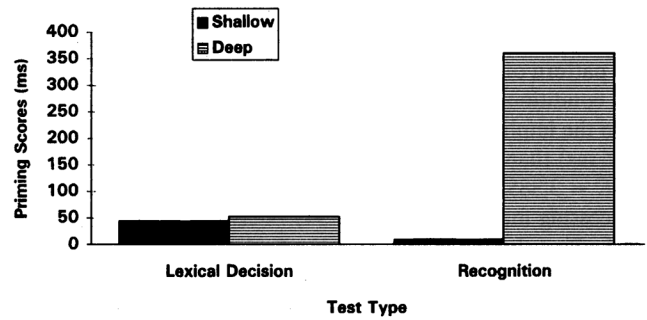 Shallow
Deep
Priming Scores (ms)
400
350
300
250
200
150
100
50
0
Lexical Decision
Recognition
Test Type